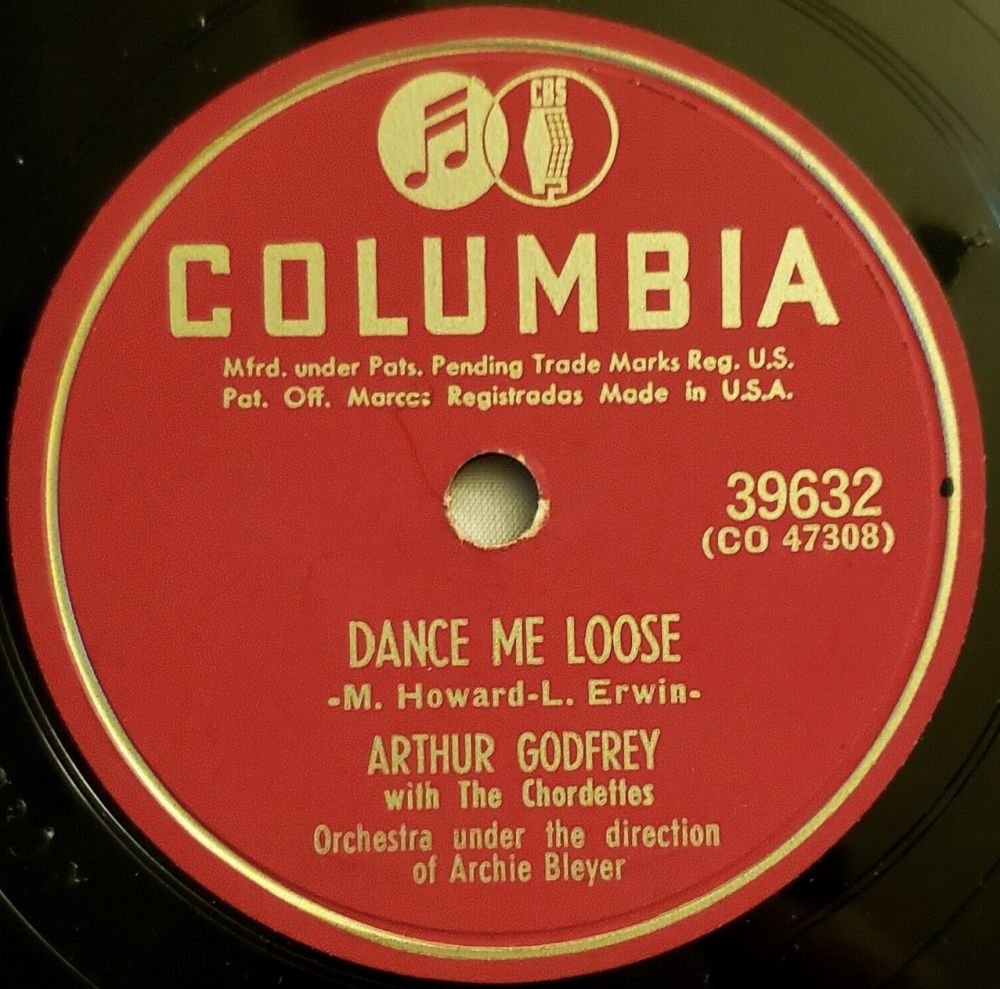 CBS
COLUMBIA
Mfrd. under Pats. Pending Trade Marks Reg. U.S.
Pat. Off. Marcas Registradas Made in U.S.A.
39632
(CO 47308)
DANCE ME LOOSE
-M. Howard-L. Erwin-
ARTHUR GODFREY
with The Chordettes
Orchestra under the direction
of Archie Bleyer